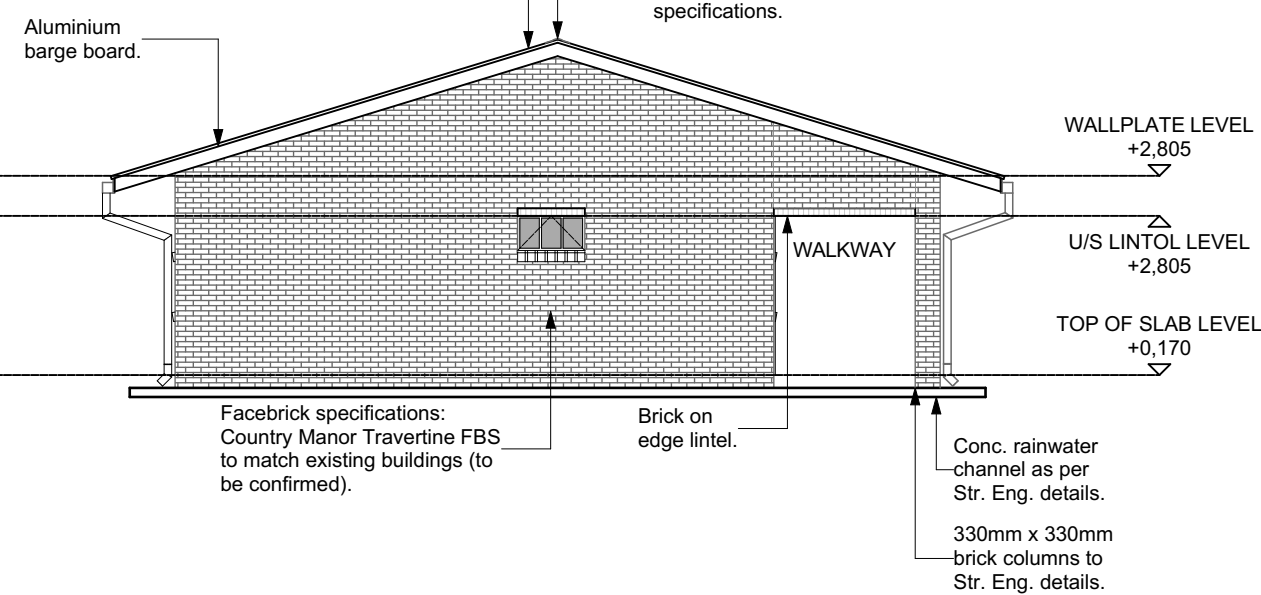 specifications.
Aluminium
barge board.
WALLPLATE LEVEL
+2,805
U/S LINTOL LEVEL
+2,805
WALKWAY
TOP OF SLAB LEVEL
+0,170
Facebrick specifications:
Country Manor Travertine FBS
to match existing buildings (to
be confirmed).
Brick on
edge lintel.
Conc. rainwater
channel as per
Str. Eng. details.
330mm x 330mm
brick columns to
Str. Eng. details.